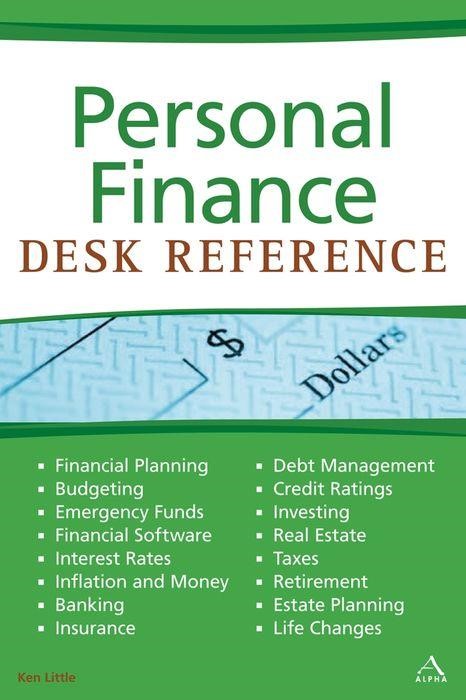 Personal
Finance
DESK REFERENCE
$
Dollars
▪ Financial Planning
▪ Budgeting
▪ Emergency Funds
▪ Financial Software
▪ Interest Rates
▪ Inflation and Money
▪ Banking
▪ Insurance
▪ Debt Management
▪ Credit Ratings
▪ Investing
▪ Real Estate
▪ Taxes
▪ Retirement
▪ Estate Planning
▪ Life Changes
Ken Little
ALPHA